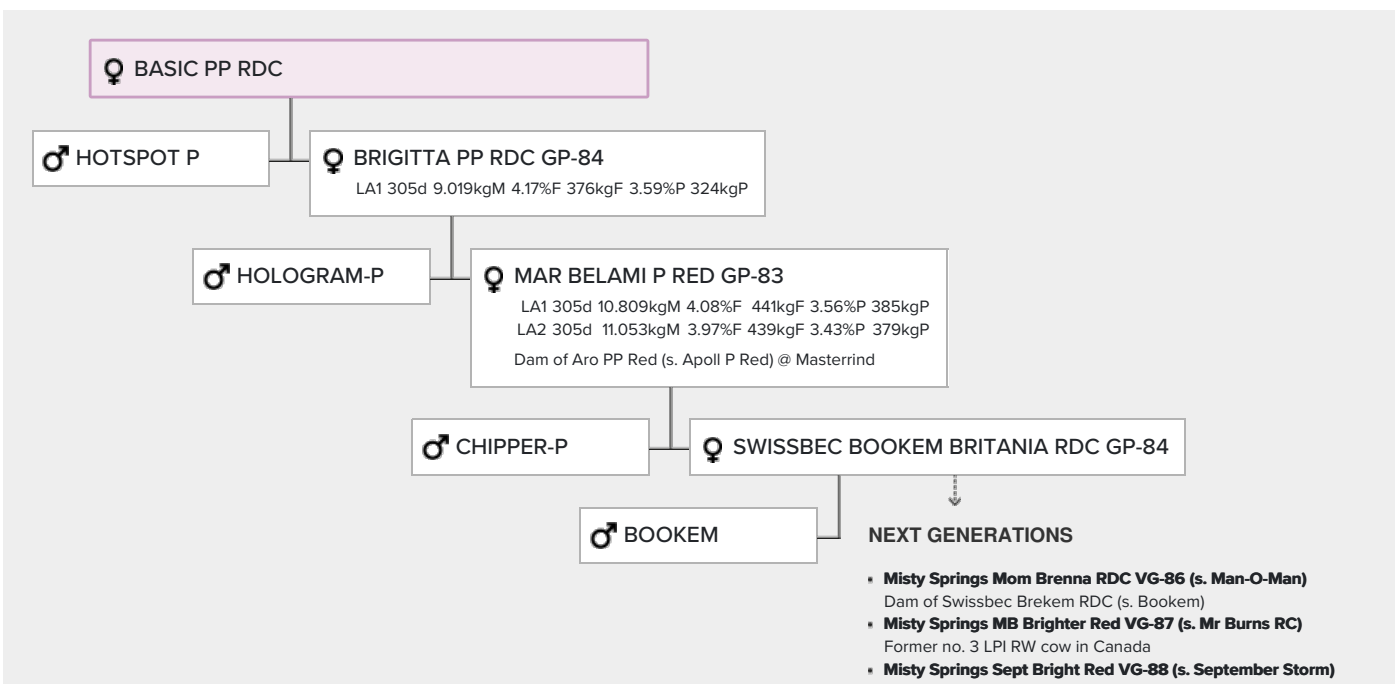 BASIC PP RDC
HOTSPOT P
BRIGITTA PP RDC GP-84
LA1 305d 9.019kgM 4.17%F 376kgF 3.59%P 324kgP
HOLOGRAM-P
MAR BELAMI P RED GP-83
LA1 305d 10.809kgM 4.08%F 441kgF 3.56%P 385kgP
LA2 305d 11.053kgM 3.97%F 439kgF 3.43%P 379kgP
Dam of Aro PP Red (s. Apoll P Red) @ Masterrind
CHIPPER-P
SWISSBEC BOOKEM BRITANIA RDC GP-84
BOOKEM
NEXT GENERATIONS
▪ Misty Springs Mom Brenna RDC VG-86 (s. Man-O-Man)
Dam of Swissbec Brekem RDC (s. Bookem)
▪ Misty Springs MB Brighter Red VG-87 (s. Mr Burns RC)
Former no. 3 LPI RW cow in Canada
▪ Misty Springs Sept Bright Red VG-88 (s. September Storm)